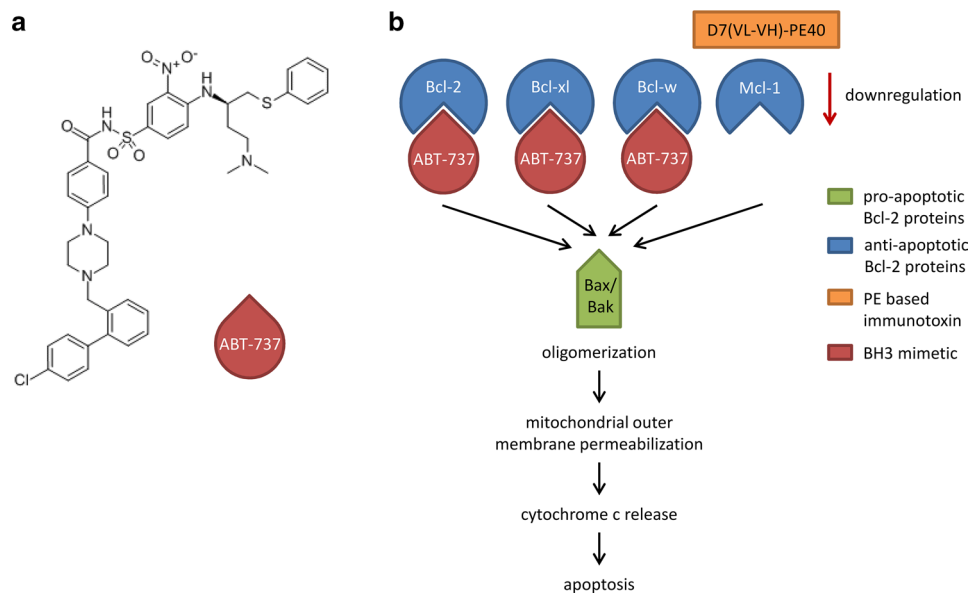 a
O
N+
O-
H
N
S
H
N
O
S
O
O
N
N
N
Cl
ABT-737
b
D7(VL-VH)-PE40
Bcl-2
Bcl-xl
Bcl-w
Mcl-1
downregulation
ABT-737
ABT-737
ABT-737
pro-apoptotic
Bcl-2 proteins
anti-apoptotic
Bcl-2 proteins
PE based
immunotoxin
BH3 mimetic
Bax/
Bak
oligomerization
mitochondrial outer
membrane permeabilization
cytochrome c release
apoptosis